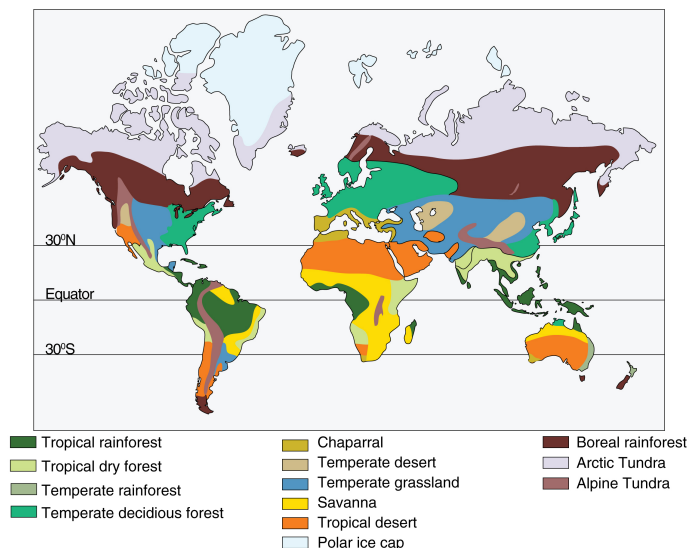 30⁰N
Equator
30⁰S
Tropical rainforest
Tropical dry forest
Temperate rainforest
Temperate decidious forest
Chaparral
Temperate desert
Temperate grassland
Savanna
Tropical desert
Polar ice cap
Boreal rainforest
Arctic Tundra
Alpine Tundra